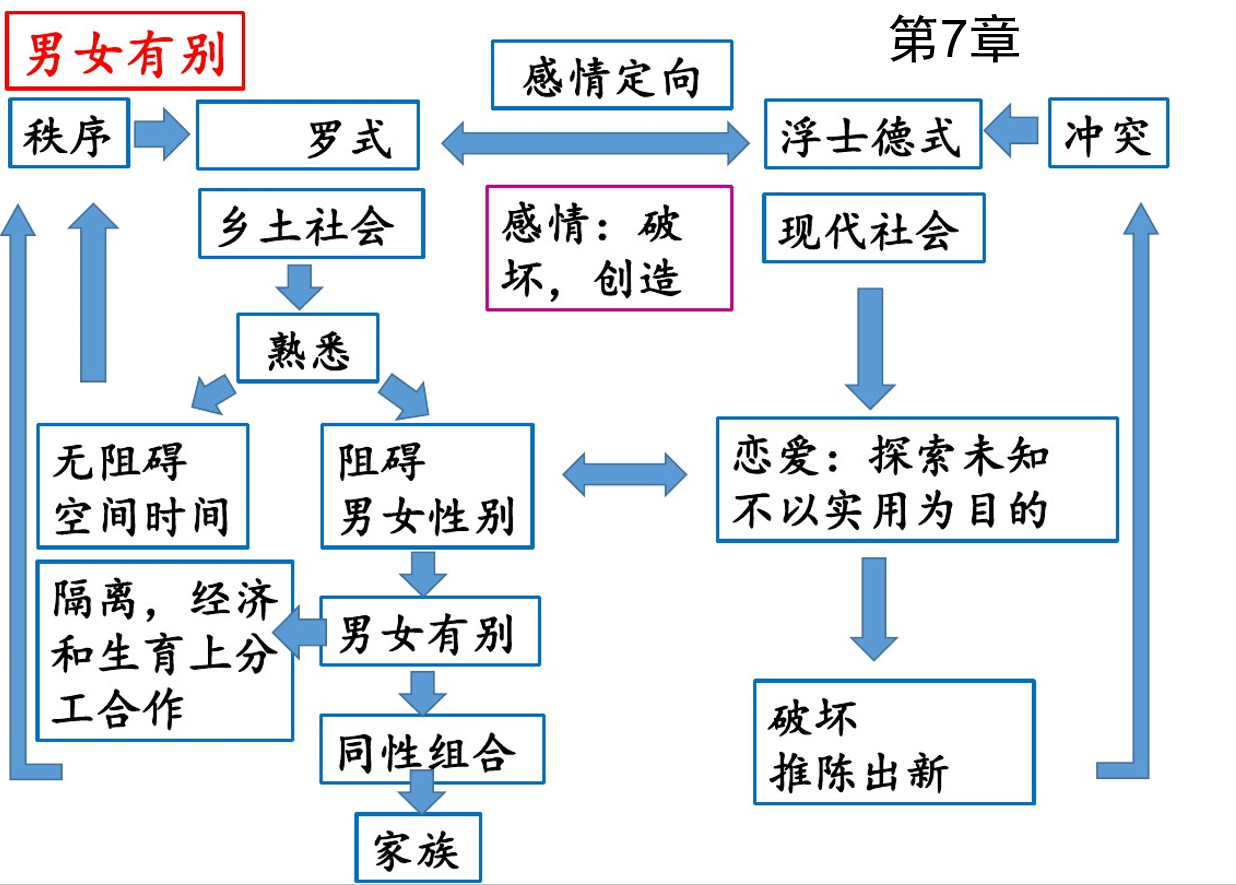 男女有别
第7章
感情定向
秩序
罗式
浮士德式
冲突
乡土社会
感情：破
坏，创造
现代社会
熟悉
无阻碍
空间时间
阻碍
男女性别
恋爱：探索未知
不以实用为目的
隔离，经济
和生育上分
工合作
男女有别
同性组合
家族
破坏
推陈出新